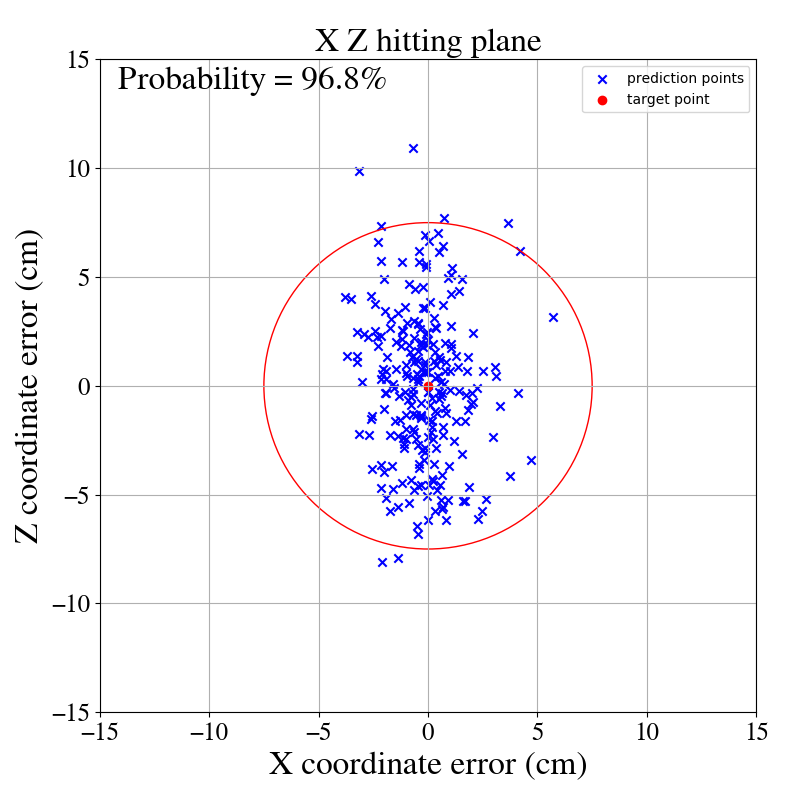 X Z hitting plane
Probability = 96.8%
prediction points
target point
15
10
5
0
−5
−10
−15
−15
−10
−5
0
5
10
15
Z coordinate error (cm)
X coordinate error (cm)